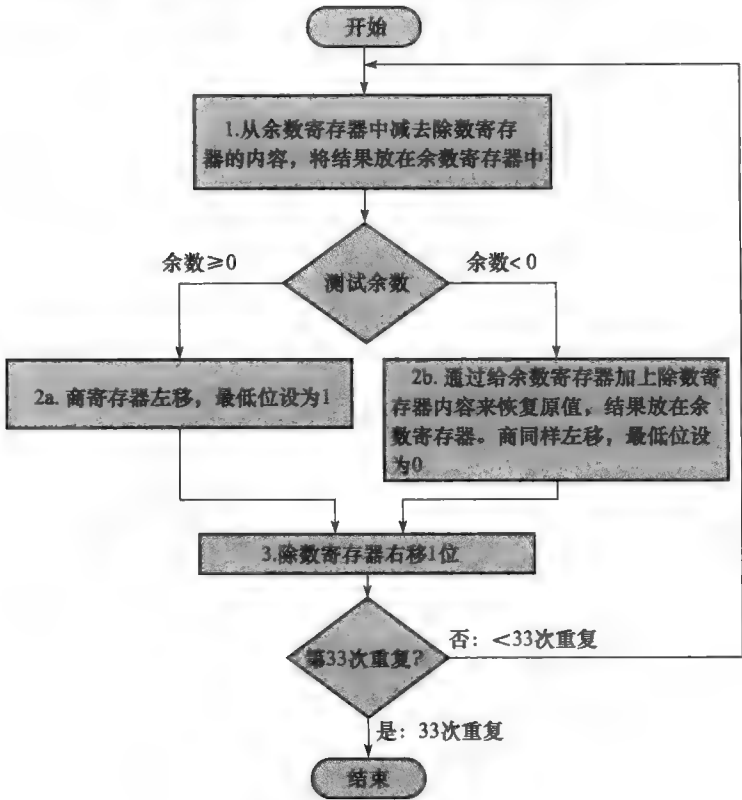 开始
1.从余数寄存器中减去除数寄存
器的内容，将结果放在余数寄存器中
余数≥0
余数<0
测试余数
2a. 商寄存器左移，最低位设为1
2b. 通过给余数寄存器加上除数寄
存器内容来恢复原值，结果放在余
数寄存器。商同样左移，最低位设
为0
3.除数寄存器右移1位
第33次重复?
否：<33次重复
是：33次重复
结束